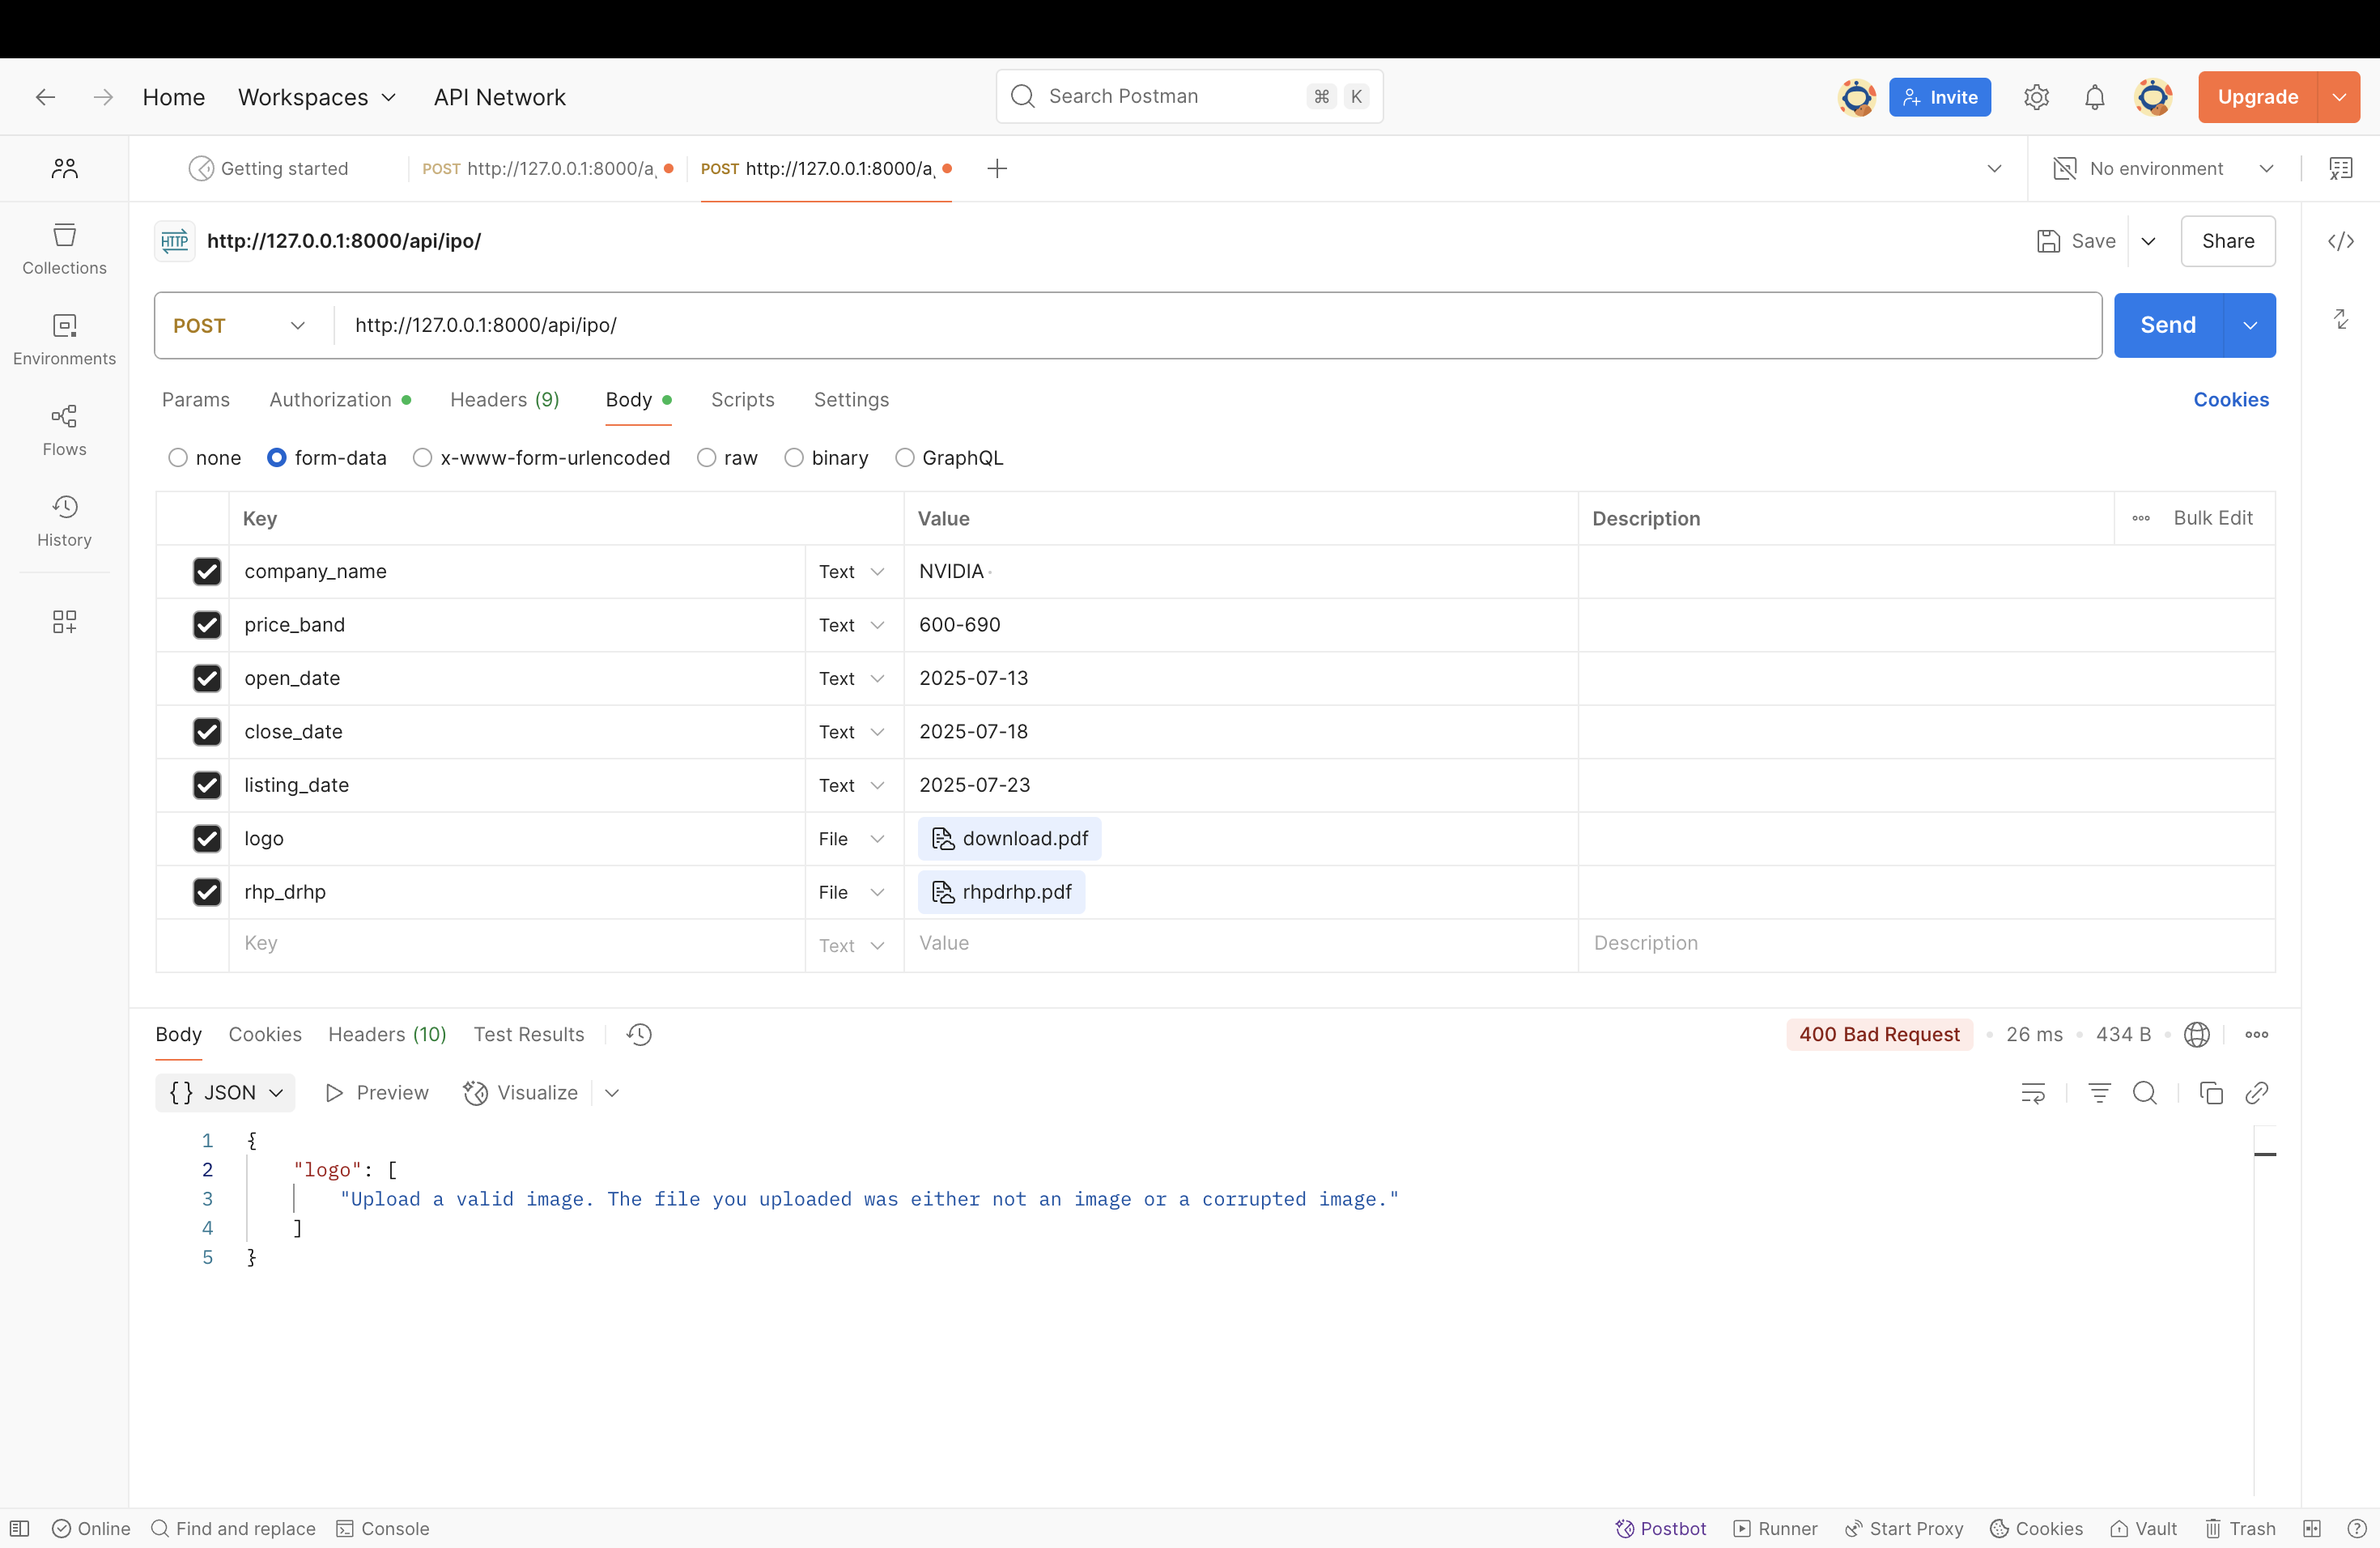 Home Workspaces API Network Search Postman ⌘ K Invite Upgrade
Getting started POST http://127.0.0.1:8000/a, POST http://127.0.0.1:8000/a, No environment
HTTP http://127.0.0.1:8000/api/ipo/ Save Share
Collections
Environments
Flows
History
POST http://127.0.0.1:8000/api/ipo/ Send
Params Authorization Headers (9) Body Scripts Settings Cookies
none form-data x-www-form-urlencoded raw binary GraphQL
Key Value Description Bulk Edit
company_name Text NVIDIA
price_band Text 600-690
open_date Text 2025-07-13
close_date Text 2025-07-18
listing_date Text 2025-07-23
logo File download.pdf
rhp_drhp File rhpdrhp.pdf
Key Text Value Description
Body Cookies Headers (10) Test Results 400 Bad Request • 26 ms • 434 B
{} JSON Preview Visualize
1 {
2 "logo": [
3 "Upload a valid image. The file you uploaded was either not an image or a corrupted image."
4 ]
5 }
Online Find and replace Console Postbot Runner Start Proxy Cookies Vault Trash